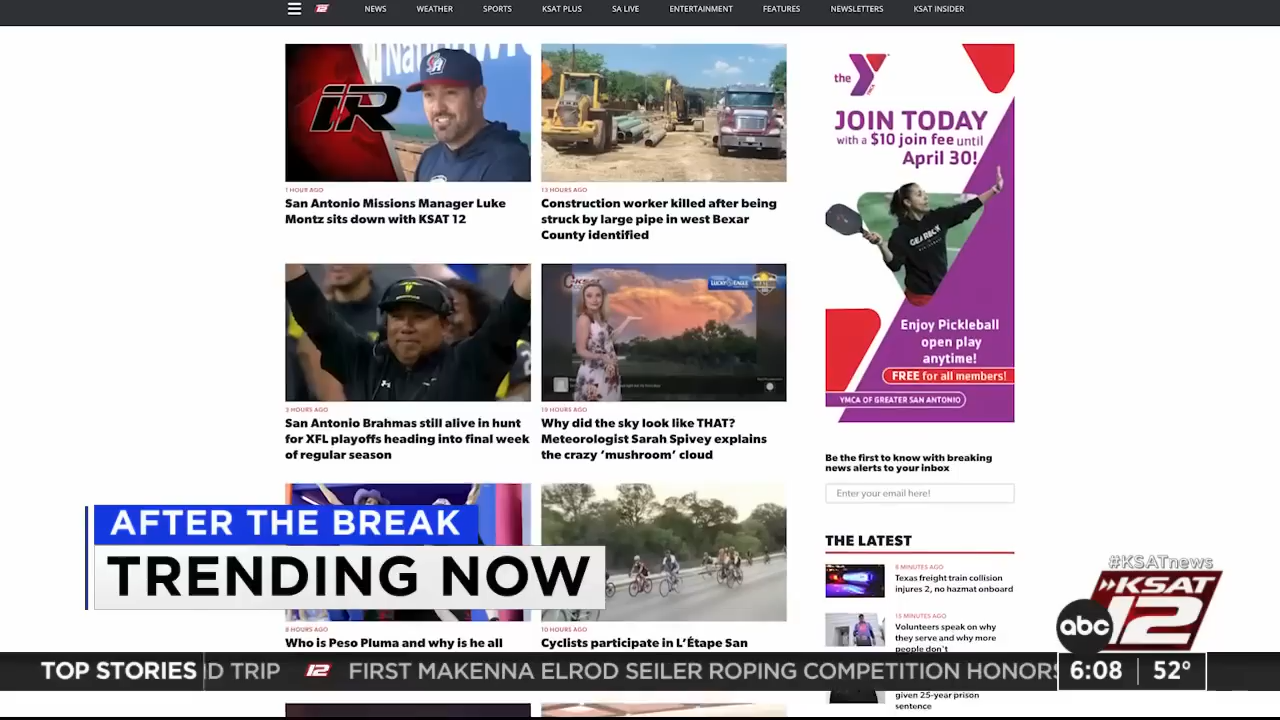 NEWS WEATHER SPORTS KSAT PLUS SA LIVE ENTERTAINMENT FEATURES NEWSLETTERS KSAT INSIDER
1 HOUR AGO
San Antonio Missions Manager Luke
Montz sits down with KSAT 12
13 HOURS AGO
Construction worker killed after being
struck by large pipe in west Bexar
County identified
3 HOURS AGO
San Antonio Brahmas still alive in hunt
for XFL playoffs heading into final week
of regular season
19 HOURS AGO
Why did the sky look like THAT?
Meteorologist Sarah Spivey explains
the crazy ‘mushroom’ cloud
8 HOURS AGO
Who is Peso Pluma and why is he all
10 HOURS AGO
Cyclists participate in L’Étape San
the Y
JOIN TODAY
with a $10 join fee until
April 30!
GEARBOX
Enjoy Pickleball
open play
anytime!
FREE for all members!
YMCA OF GREATER SAN ANTONIO
Be the first to know with breaking
news alerts to your inbox
Enter your email here!
THE LATEST
8 MINUTES AGO
Texas freight train collision
injures 2, no hazmat onboard
15 MINUTES AGO
Volunteers speak on why
they serve and why more
people don't
given 25-year prison
sentence
AFTER THE BREAK
TRENDING NOW
#KSATnews
KSAT
abc 12
TOP STORIES D TRIP 12 FIRST MAKENNA ELROD SEILER ROPING COMPETITION HONORS
6:08 52°